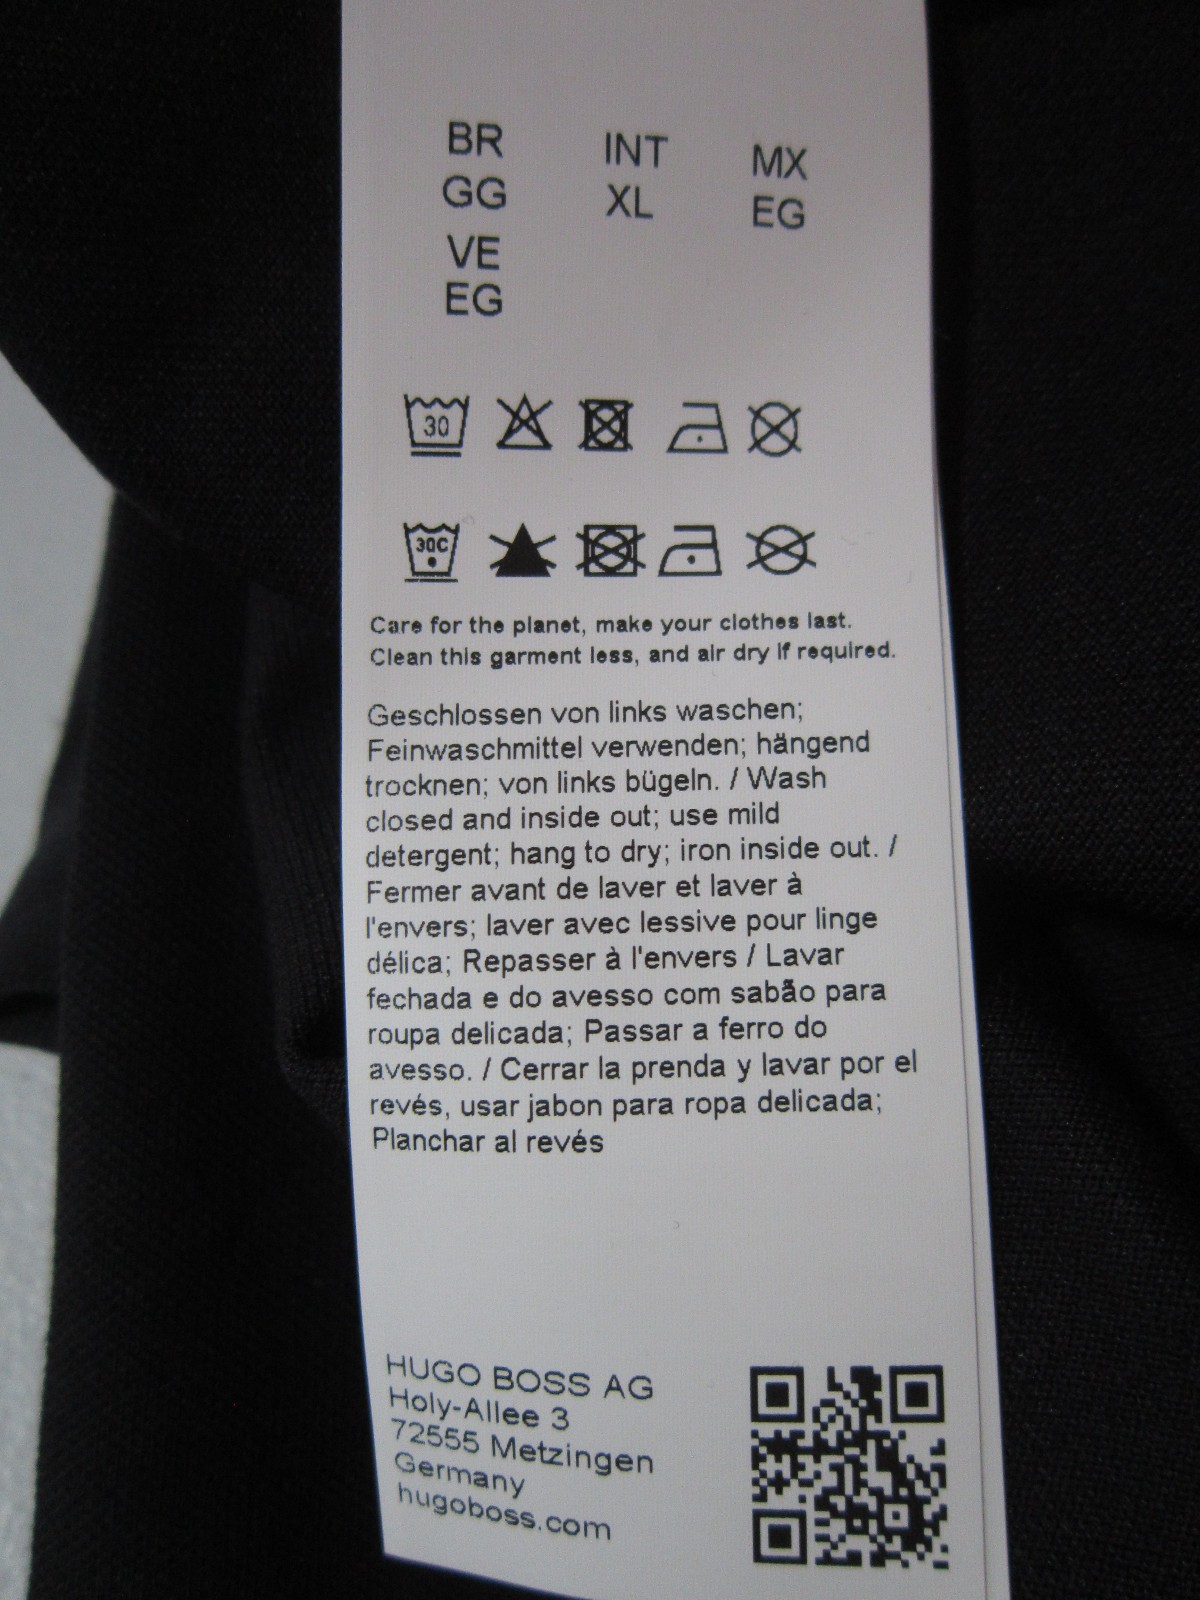 BR INT MX
GG XL EG
VE
EG
30
30C
Care for the planet, make your clothes last.
Clean this garment less, and air dry if required.
Geschlossen von links waschen;
Feinwaschmittel verwenden; hängend
trocknen; von links bügeln. / Wash
closed and inside out; use mild
detergent; hang to dry; iron inside out. /
Fermer avant de laver et laver à
l'envers; laver avec lessive pour linge
délica; Repasser à l'envers / Lavar
fechada e do avesso com sabão para
roupa delicada; Passar a ferro do
avesso. / Cerrar la prenda y lavar por el
revés, usar jabon para ropa delicada;
Planchar al revés
HUGO BOSS AG
Holy-Allee 3
72555 Metzingen
Germany
hugoboss.com